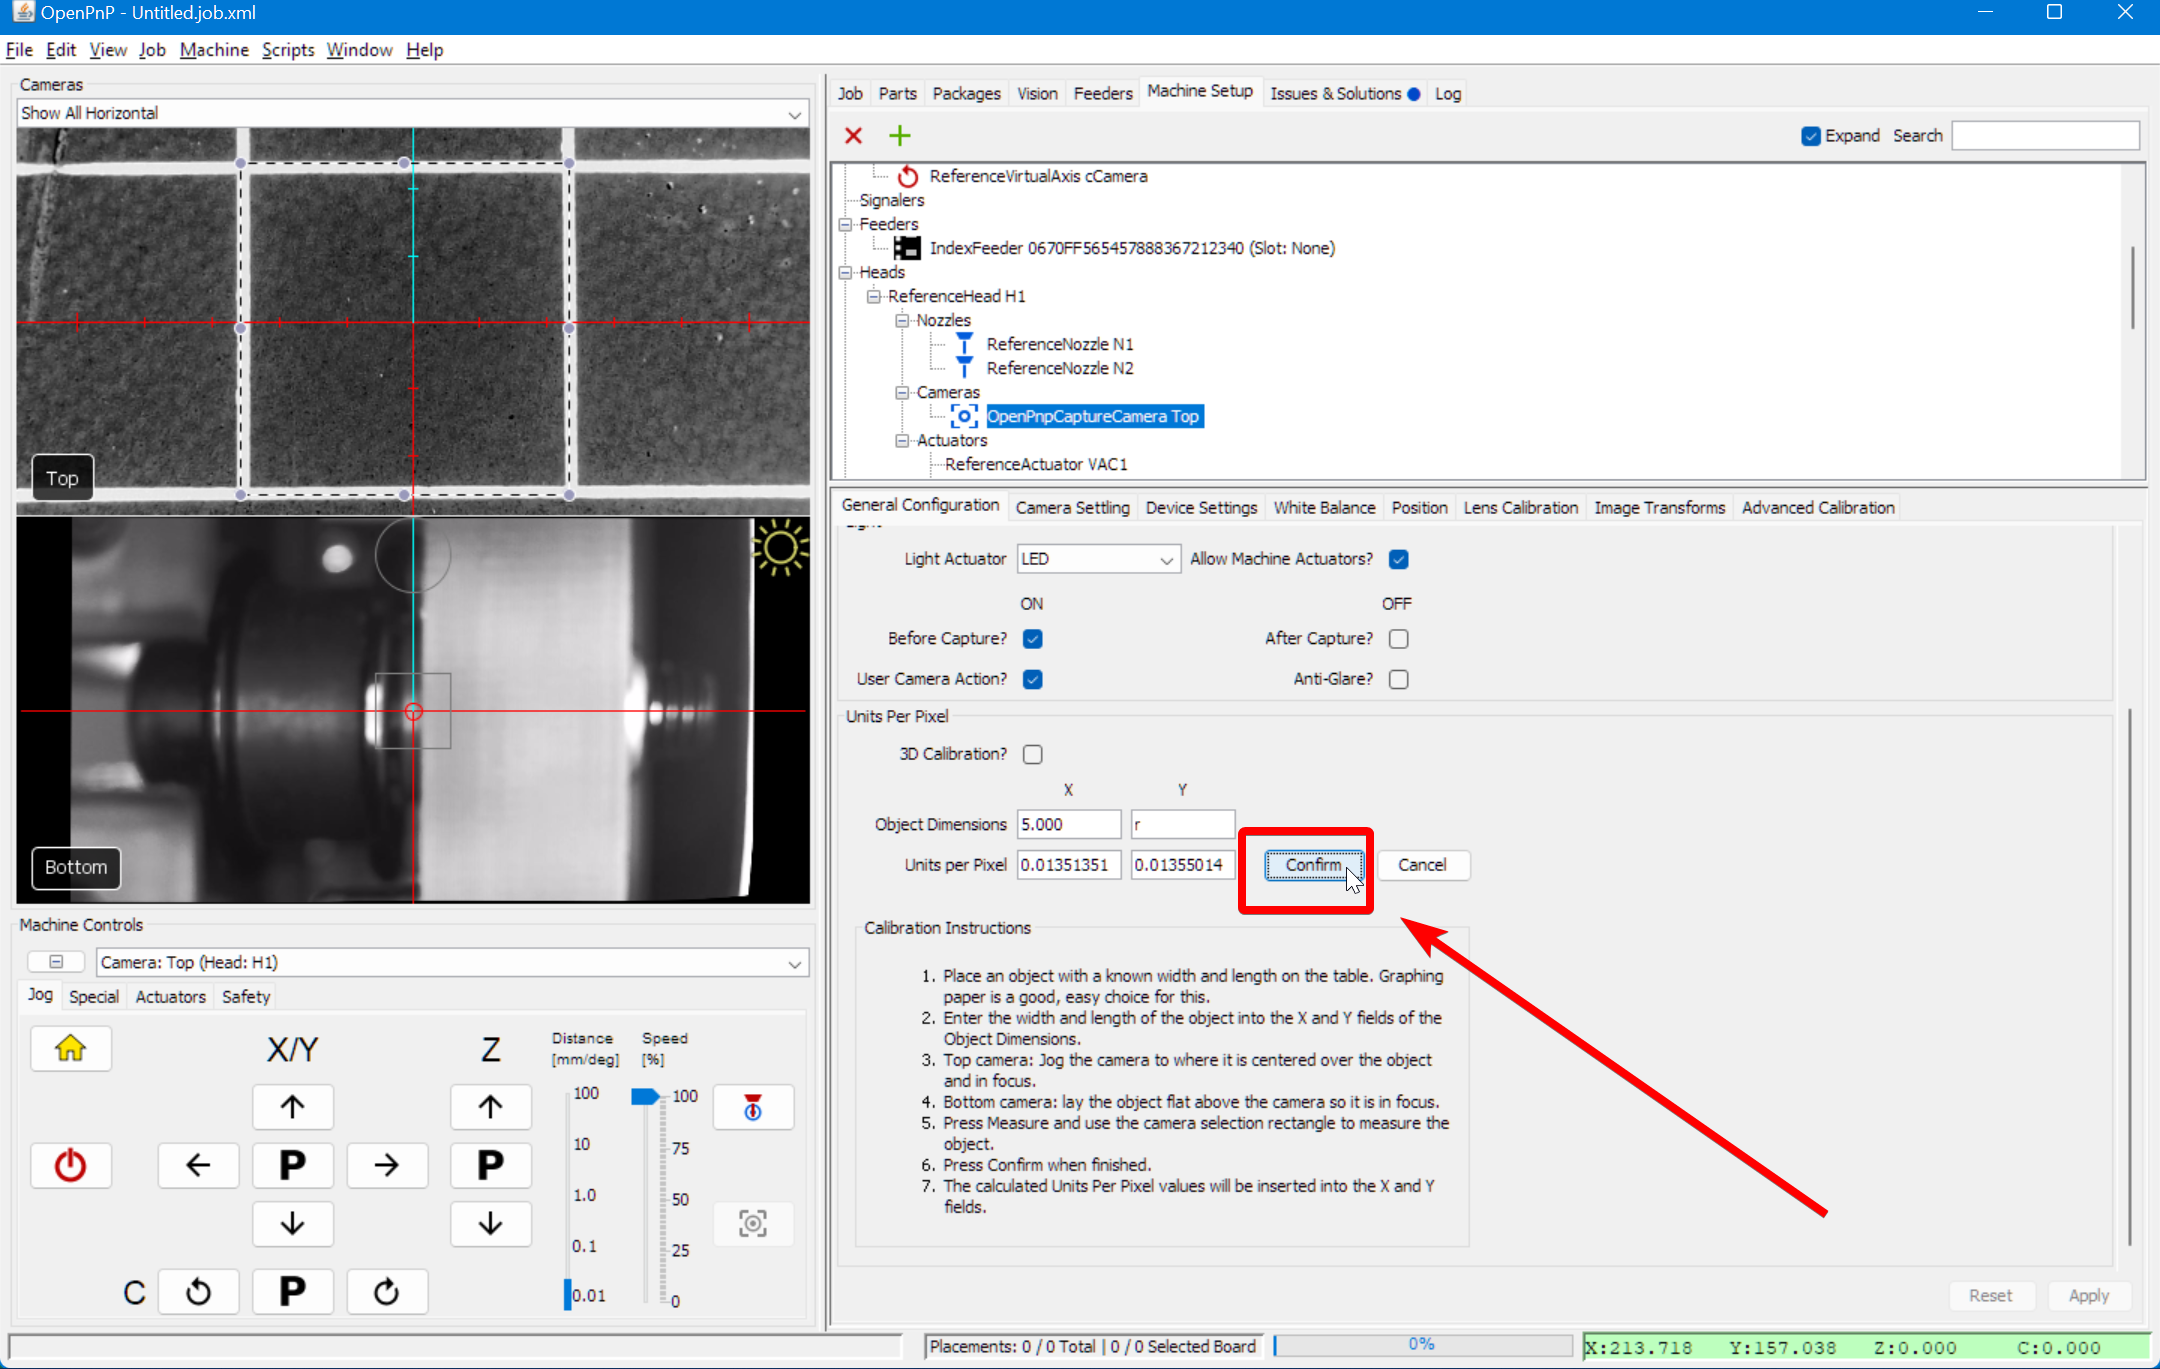 OpenPnP - Untitled.job.xml
File Edit View Job Machine Scripts Window Help
Cameras
Show All Horizontal
Top
Bottom
Machine Controls
Camera: Top (Head: H1)
Jog Special Actuators Safety
X/Y Z Distance [mm/deg] Speed [%]
100
10
1.0
0.1
0.01
100
75
50
25
0
P P
C P
Job Parts Packages Vision Feeders Machine Setup Issues & Solutions Log
Expand Search
ReferenceVirtualAxis cCamera
Signalers
Feeders
IndexFeeder 0670FF565457888367212340 (Slot: None)
Heads
ReferenceHead H1
Nozzles
ReferenceNozzle N1
ReferenceNozzle N2
Cameras
OpenPnpCaptureCamera Top
Actuators
ReferenceActuator VAC1
General Configuration Camera Settling Device Settings White Balance Position Lens Calibration Image Transforms Advanced Calibration
Light
Light Actuator LED Allow Machine Actuators?
ON OFF
Before Capture? After Capture?
User Camera Action? Anti-Glare?
Units Per Pixel
3D Calibration?
X Y
Object Dimensions 5.000 r
Units per Pixel 0.01351351 0.01355014 Confirm Cancel
Calibration Instructions
1. Place an object with a known width and length on the table. Graphing
paper is a good, easy choice for this.
2. Enter the width and length of the object into the X and Y fields of the
Object Dimensions.
3. Top camera: Jog the camera to where it is centered over the object
and in focus.
4. Bottom camera: lay the object flat above the camera so it is in focus.
5. Press Measure and use the camera selection rectangle to measure the
object.
6. Press Confirm when finished.
7. The calculated Units Per Pixel values will be inserted into the X and Y
fields.
Reset Apply
Placements: 0 / 0 Total | 0 / 0 Selected Board 0% X:213.718 Y:157.038 Z:0.000 C:0.000